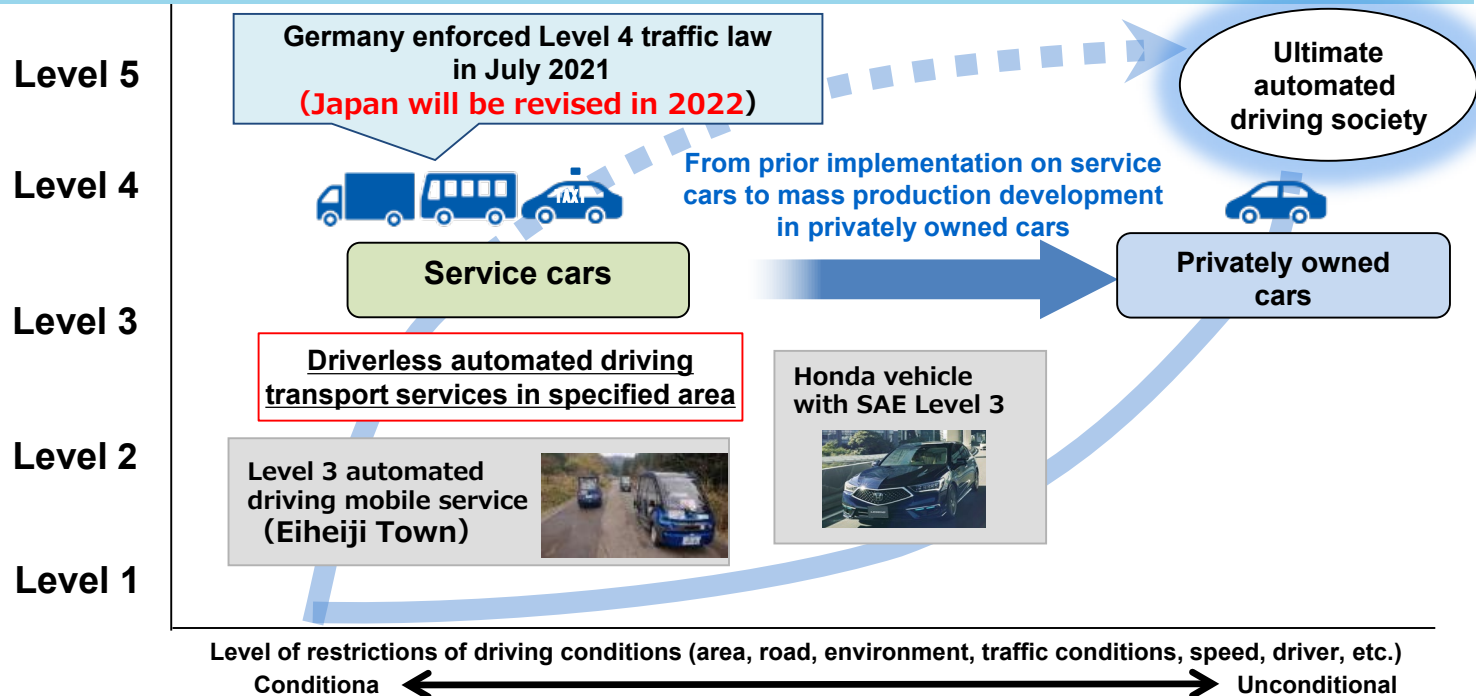 Level 5
Level 4
Level 3
Level 2
Level 1
Germany enforced Level 4 traffic law
in July 2021
(Japan will be revised in 2022)
Ultimate
automated
driving society
TAXI
From prior implementation on service
cars to mass production development
in privately owned cars
Service cars
Privately owned
cars
Driverless automated driving
transport services in specified area
Honda vehicle
with SAE Level 3
Level 3 automated
driving mobile service
(Eiheiji Town)
Level of restrictions of driving conditions (area, road, environment, traffic conditions, speed, driver, etc.)
Conditiona
Unconditional